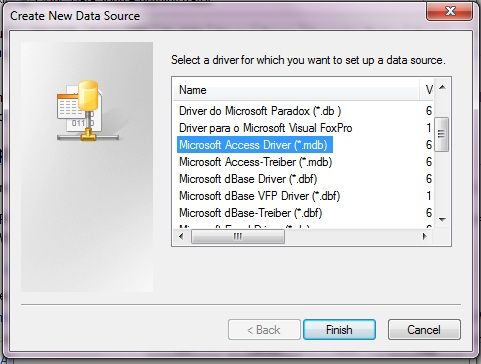 Create New Data Source
Select a driver for which you want to set up a data source.
Name V
Driver do Microsoft Paradox (*.db ) 6
Driver para o Microsoft Visual FoxPro 1
Microsoft Access Driver (*.mdb) 6
Microsoft Access-Treiber (*.mdb) 6
Microsoft dBase Driver (*.dbf) 6
Microsoft dBase VFP Driver (*.dbf) 1
Microsoft dBase-Treiber (*.dbf) 6
< Back Finish Cancel